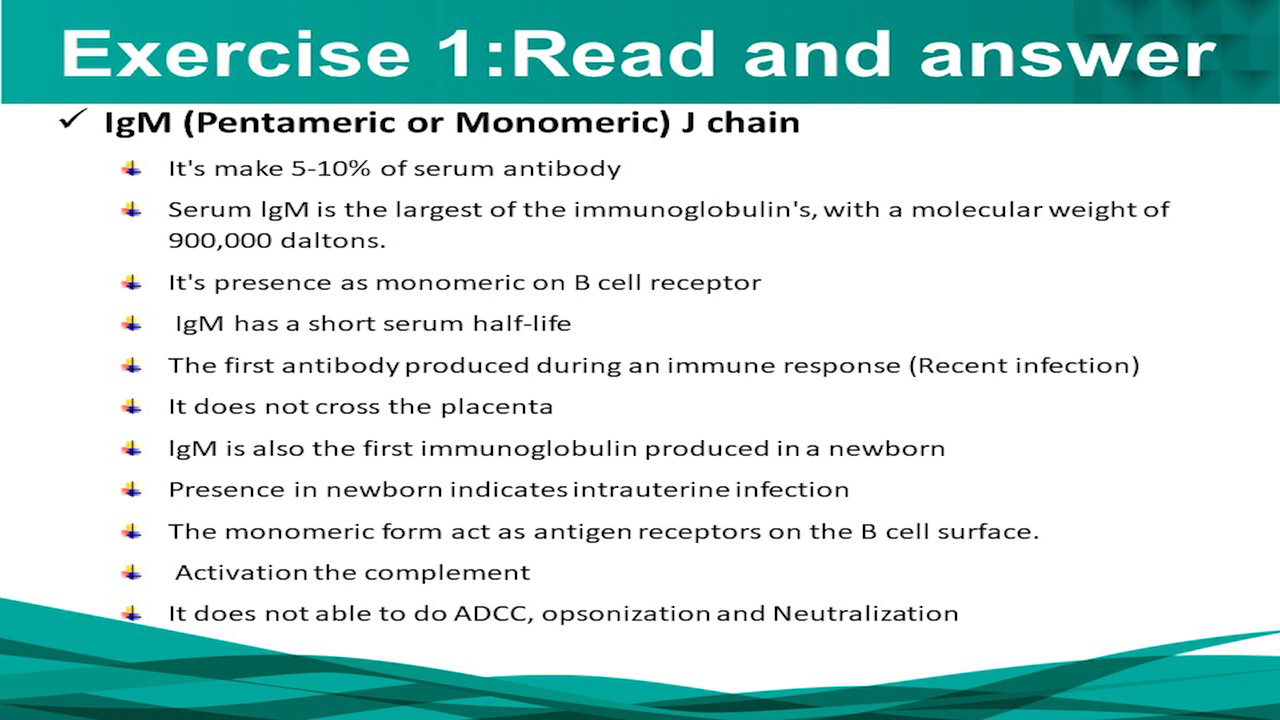 Exercise 1:Read and answer
✓ IgM (Pentameric or Monomeric) J chain
It's make 5-10% of serum antibody
Serum lgM is the largest of the immunoglobulin's, with a molecular weight of
900,000 daltons.
It's presence as monomeric on B cell receptor
IgM has a short serum half-life
The first antibody produced during an immune response (Recent infection)
It does not cross the placenta
lgM is also the first immunoglobulin produced in a newborn
Presence in newborn indicates intrauterine infection
The monomeric form act as antigen receptors on the B cell surface.
Activation the complement
It does not able to do ADCC, opsonization and Neutralization